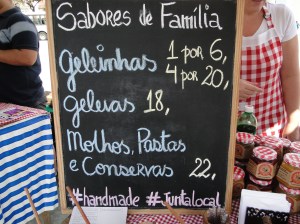 Sabores de Família
Geleinhas 1 por 6,
4 por 20,
geleias 18,
Molhos, Pastas
e Conservas 22,
#handmade #Juntalocal